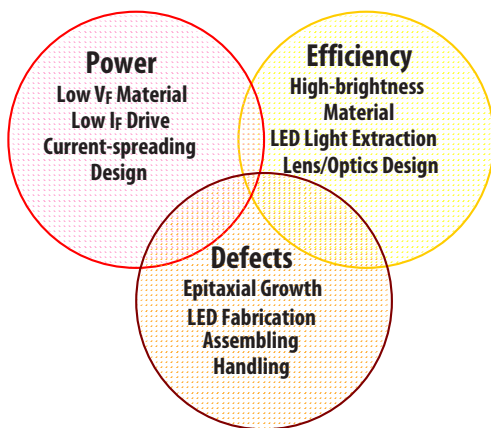 Power
Low VF Material
Low IF Drive
Current-spreading
Design
Efficiency
High-brightness
Material
LED Light Extraction
Lens/Optics Design
Defects
Epitaxial Growth
LED Fabrication
Assembling
Handling